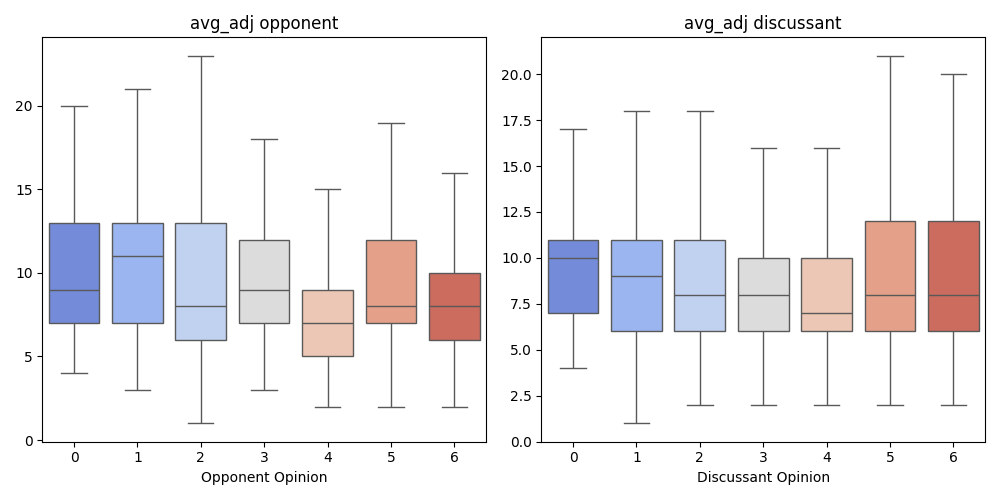 avg_adj opponent
20
15
10
5
0
0 1 2 3 4 5 6
Opponent Opinion
avg_adj discussant
20.0
17.5
15.0
12.5
10.0
7.5
5.0
2.5
0.0
0 1 2 3 4 5 6
Discussant Opinion